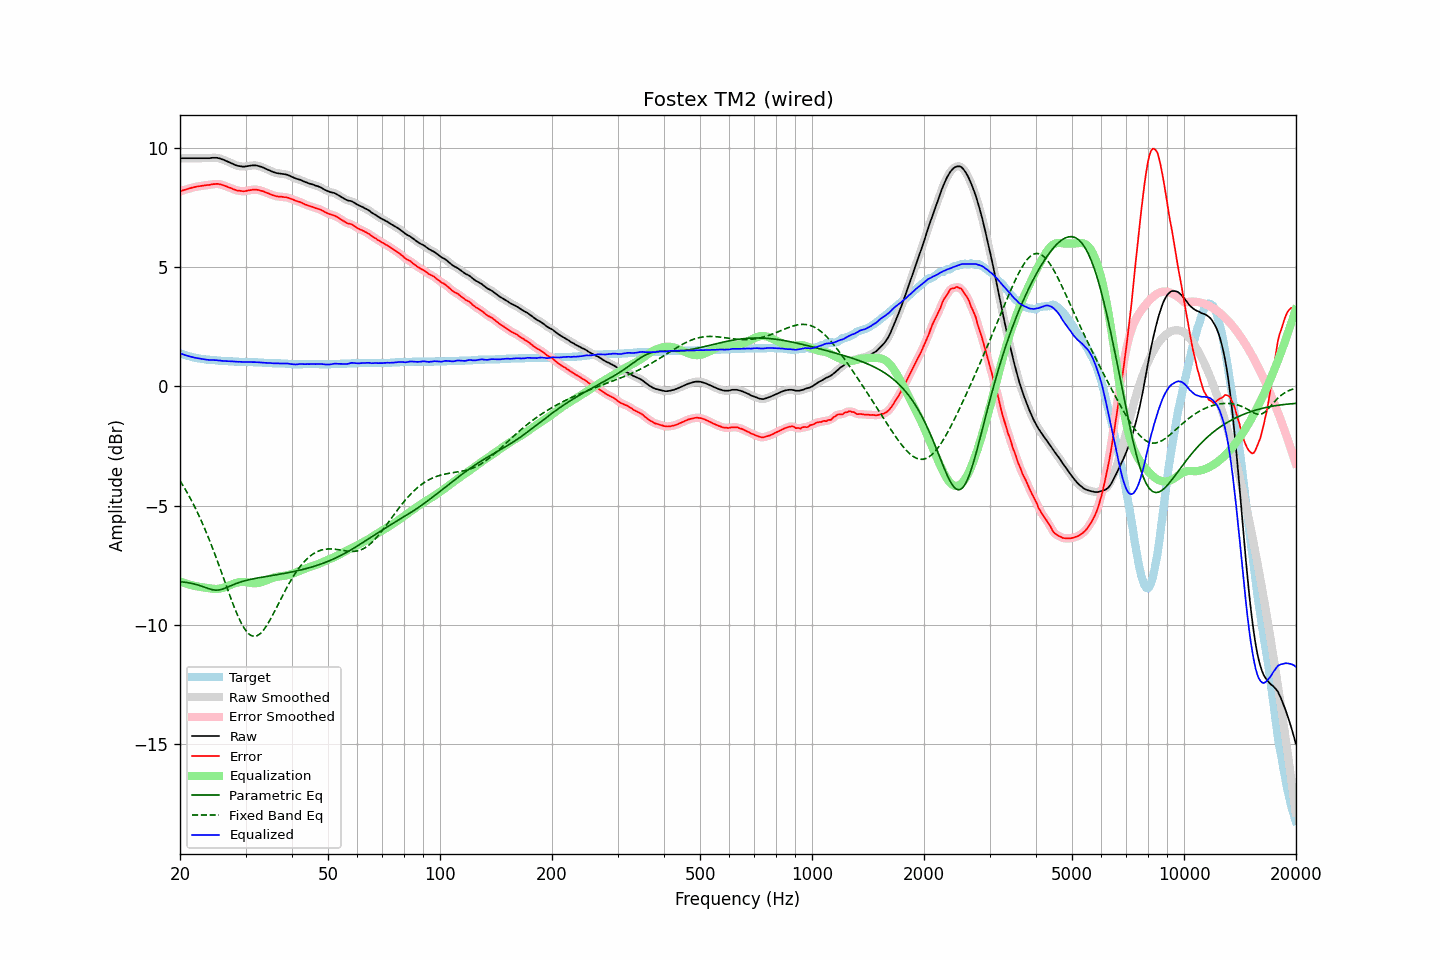 Fostex TM2 (wired)
Amplitude (dBr)
10
5
0
−5
−10
−15
Target
Raw Smoothed
Error Smoothed
Raw
Error
Equalization
Parametric Eq
Fixed Band Eq
Equalized
20 50 100 200 500 1000 2000 5000 10000 20000
Frequency (Hz)